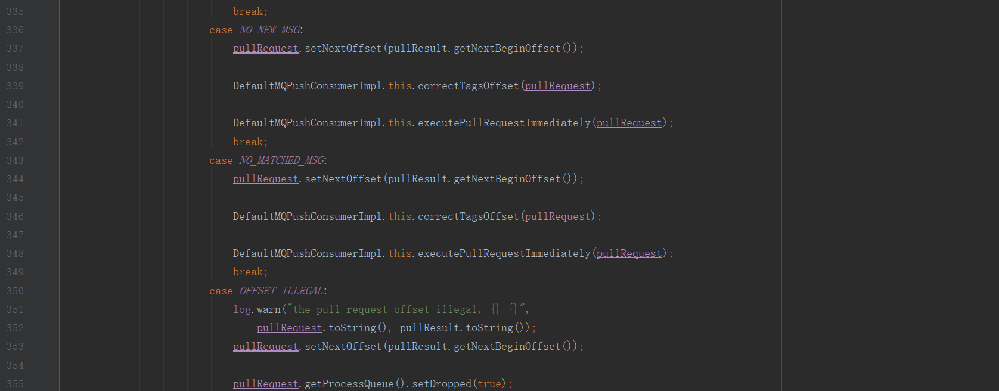 335 break;
336 case NO_NEW_MSG:
337 pullRequest.setNextOffset(pullResult.getNextBeginOffset());
338
339 DefaultMQPushConsumerImpl.this.correctTagsOffset(pullRequest);
340
341 DefaultMQPushConsumerImpl.this.executePullRequestImmediately(pullRequest);
342 break;
343 case NO_MATCHED_MSG:
344 pullRequest.setNextOffset(pullResult.getNextBeginOffset());
345
346 DefaultMQPushConsumerImpl.this.correctTagsOffset(pullRequest);
347
348 DefaultMQPushConsumerImpl.this.executePullRequestImmediately(pullRequest);
349 break;
350 case OFFSET_ILLEGAL:
351 log.warn("the pull request offset illegal, {} {}",
352 pullRequest.toString(), pullResult.toString());
353 pullRequest.setNextOffset(pullResult.getNextBeginOffset());
354
355 pullRequest.getProcessQueue().setDropped(true);